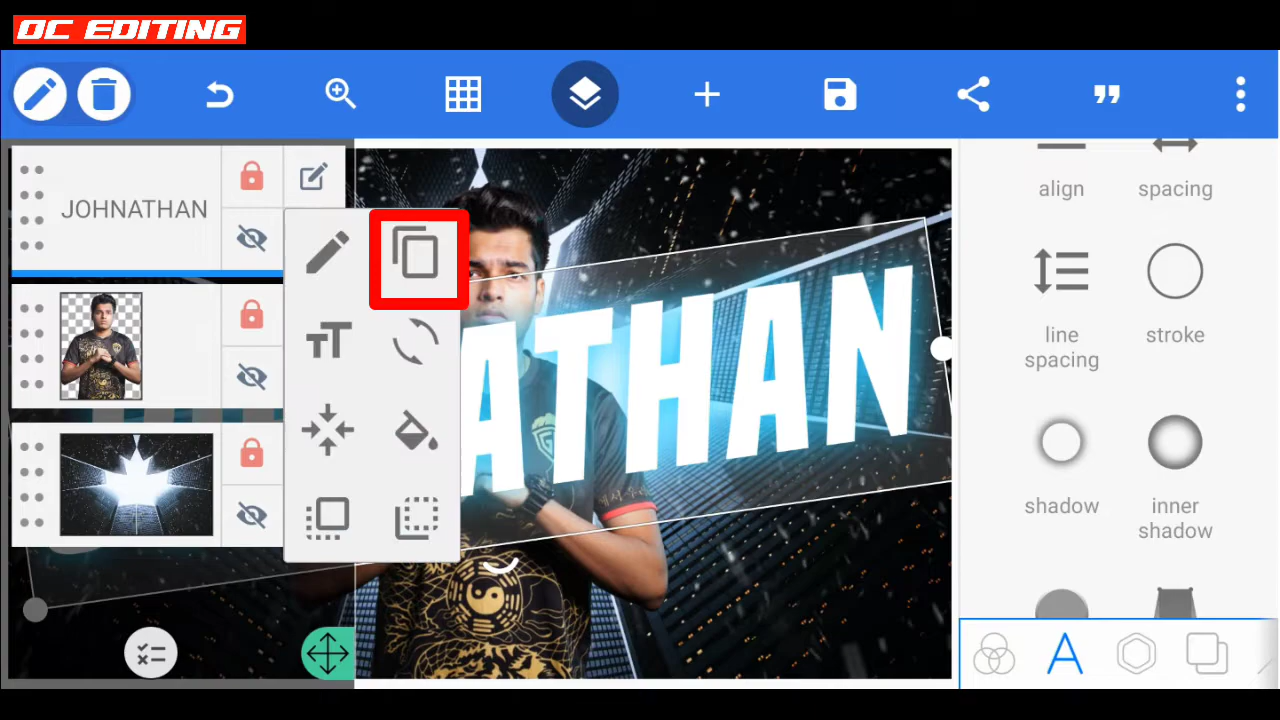 OC EDITING
JOHNATHAN
align
spacing
line
spacing
stroke
shadow
inner
shadow
ATHAN